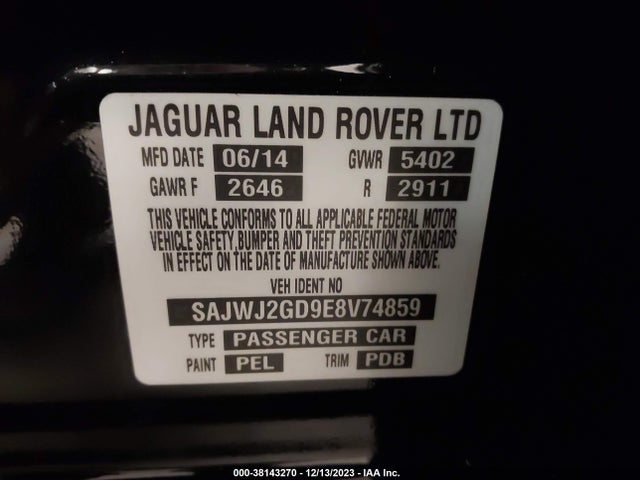 JAGUAR LAND ROVER LTD
MFD DATE 06/14 GVWR 5402
GAWR F 2646 R 2911
THIS VEHICLE CONFORMS TO ALL APPLICABLE FEDERAL MOTOR
VEHICLE SAFETY, BUMPER AND THEFT PREVENTION STANDARDS
IN EFFECT ON THE DATE OF MANUFACTURE SHOWN ABOVE.
VEH IDENT NO
SAJWJ2GD9E8V74859
TYPE PASSENGER CAR
PAINT PEL TRIM PDB
000-38143270 - 12/13/2023 - IAA Inc.